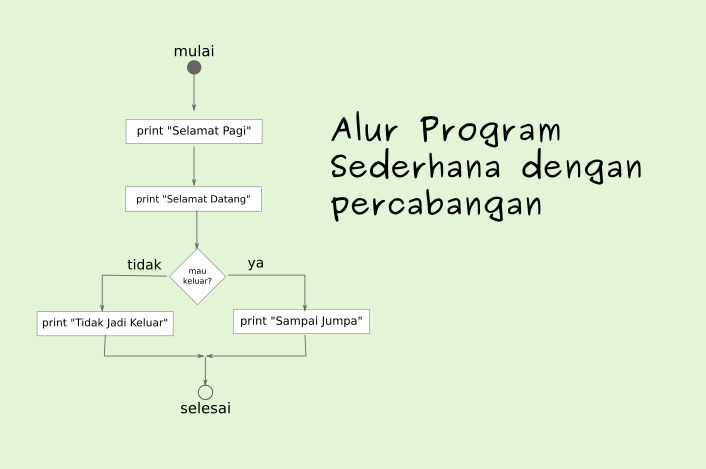 mulai
print "Selamat Pagi"
print "Selamat Datang"
mau
keluar?
tidak
ya
print "Tidak Jadi Keluar"
print "Sampai Jumpa"
selesai
Alur Program
Sederhana dengan
percabangan